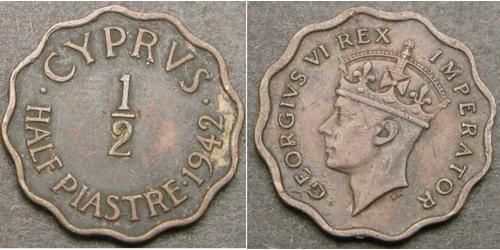 CYPRVS
1/2
HALF PIASTRE · 1942
GEORGIVS VI REX IMPERATOR